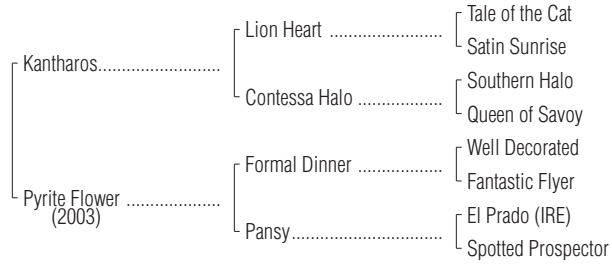 Tale of the Cat
Lion Heart ......................
Satin Sunrise
Kantharos.......................
Southern Halo
Contessa Halo .................
Queen of Savoy
Well Decorated
Formal Dinner .................
Fantastic Flyer
Pyrite Flower .................
(2003)
El Prado (IRE)
Pansy............................
Spotted Prospector